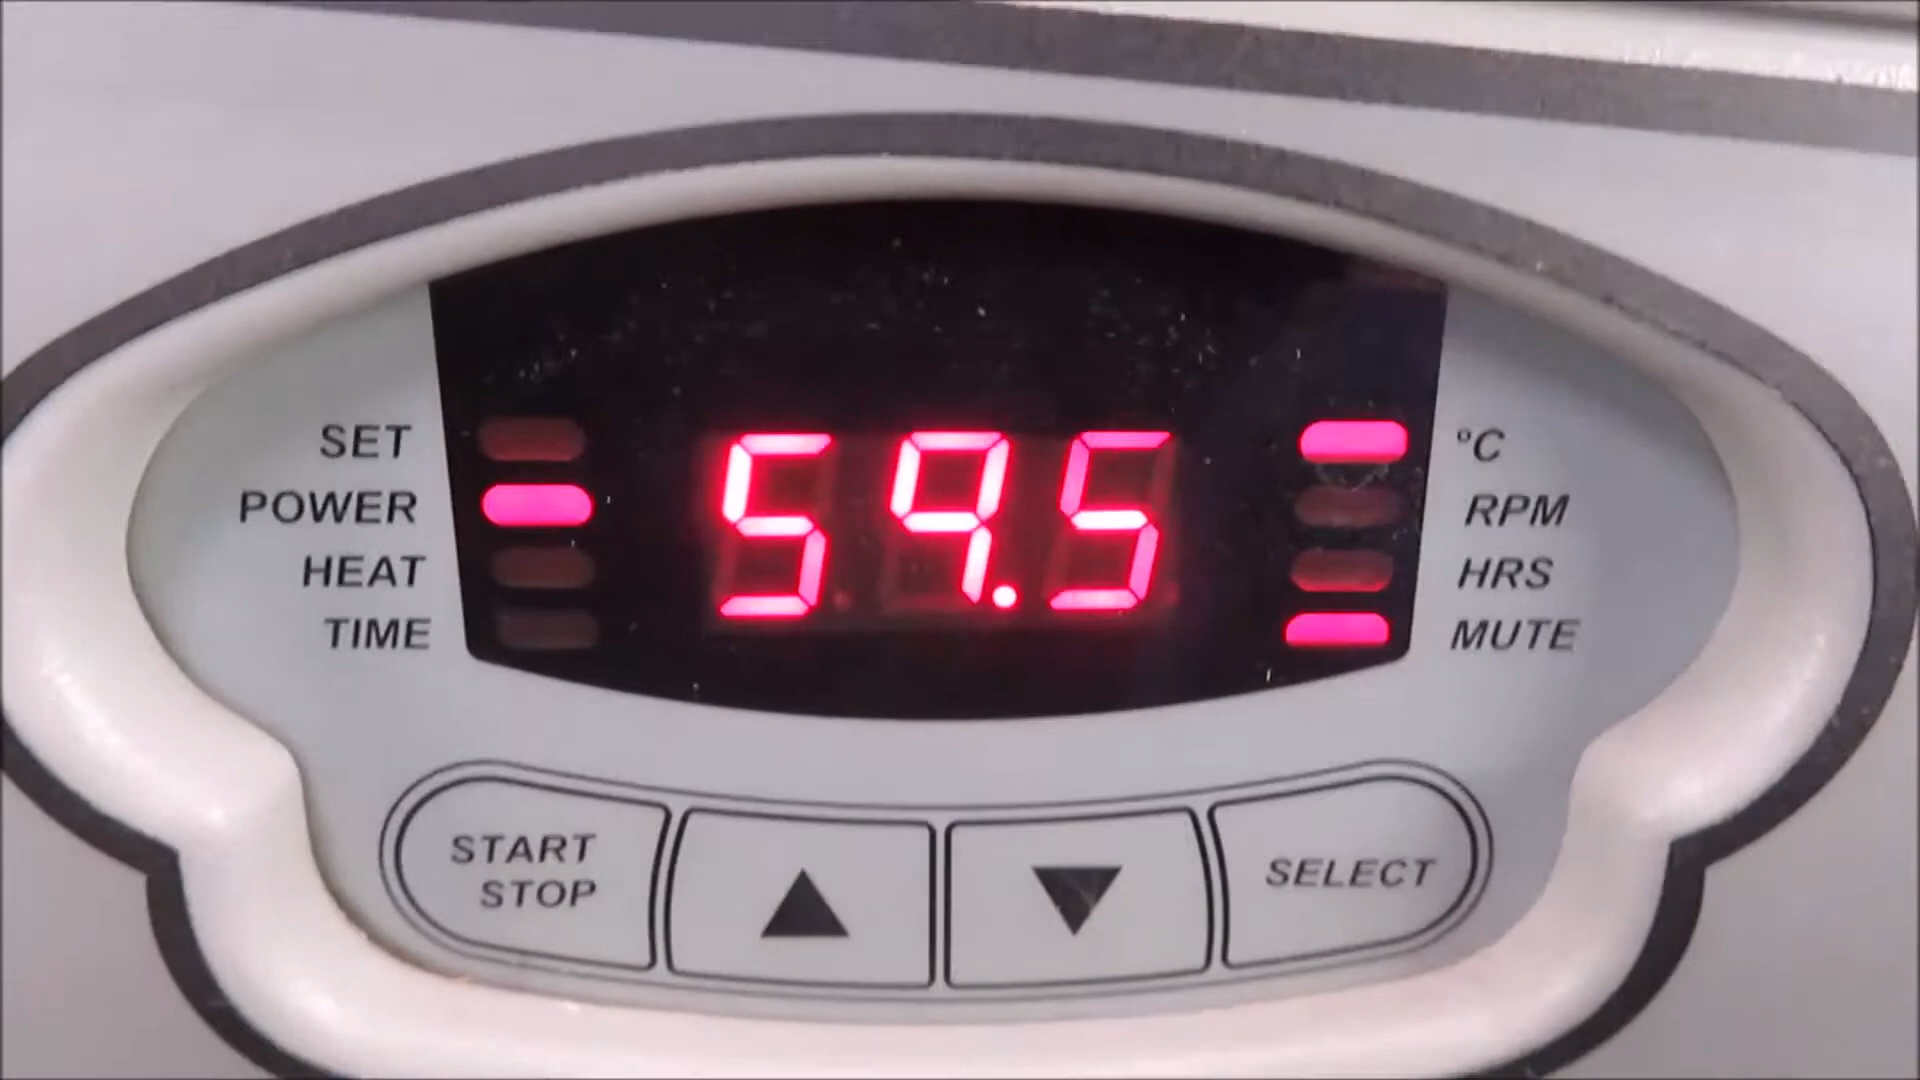 SET
POWER
HEAT
TIME
59.5
°C
RPM
HRS
MUTE
START
STOP
▲
▼
SELECT